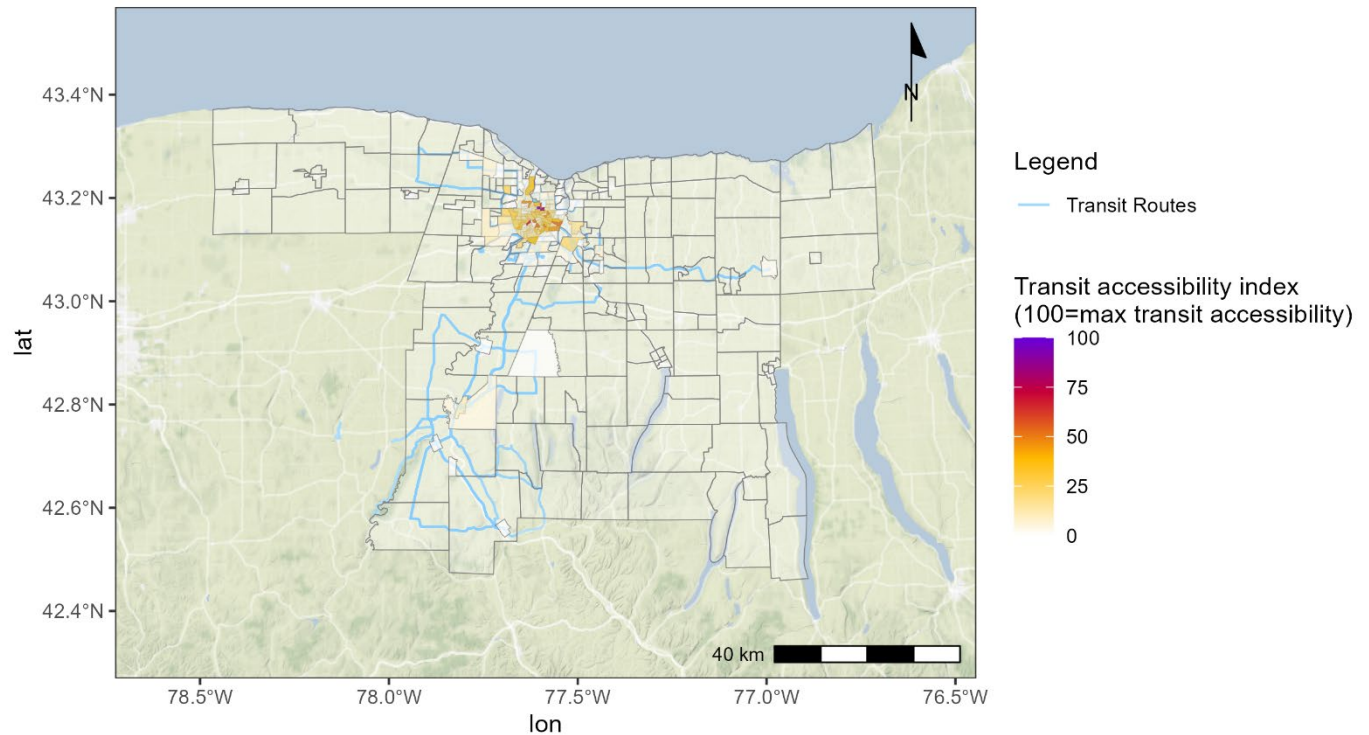 43.4°N
43.2°N
43.0°N
42.8°N
42.6°N
42.4°N
lat
N
40 km
78.5°W
78.0°W
77.5°W
77.0°W
76.5°W
lon
Legend
Transit Routes
Transit accessibility index
(100=max transit accessibility)
100
75
50
25
0